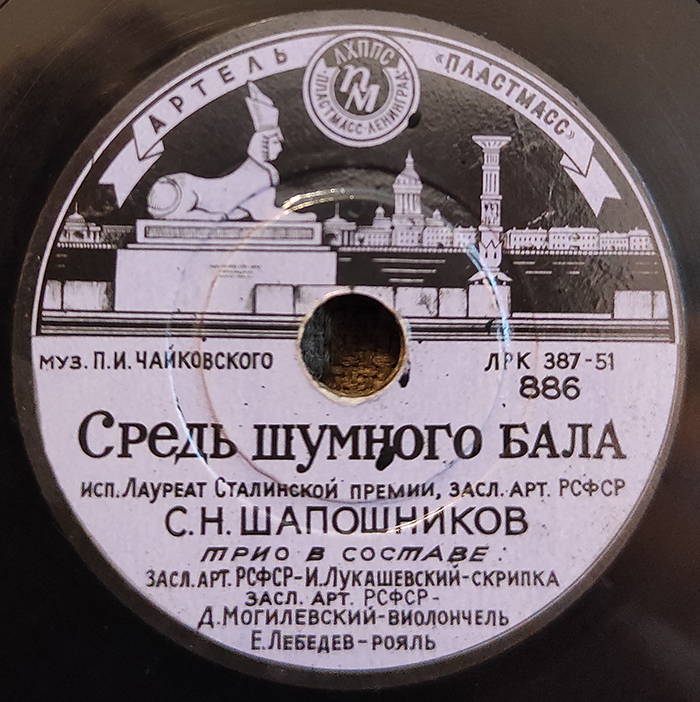 АРТЕЛЬ
«ПЛАСТМАСС»
ЛХППС
ПМ
ПЛАСТМАСС·ЛЕНИНГРАД
МУЗ. П.И. ЧАЙКОВСКОГО
ЛРК 387-51
886
СРЕДЬ ШУМНОГО БАЛА
ИСП. ЛАУРЕАТ СТАЛИНСКОЙ ПРЕМИИ, ЗАСЛ. АРТ. РСФСР
С.Н. ШАПОШНИКОВ
ТРИО В СОСТАВЕ:
ЗАСЛ. АРТ. РСФСР-И. ЛУКАШЕВСКИЙ-СКРИПКА
ЗАСЛ. АРТ. РСФСР-
Д. МОГИЛЕВСКИЙ-ВИОЛОНЧЕЛЬ
Е. ЛЕБЕДЕВ-РОЯЛЬ